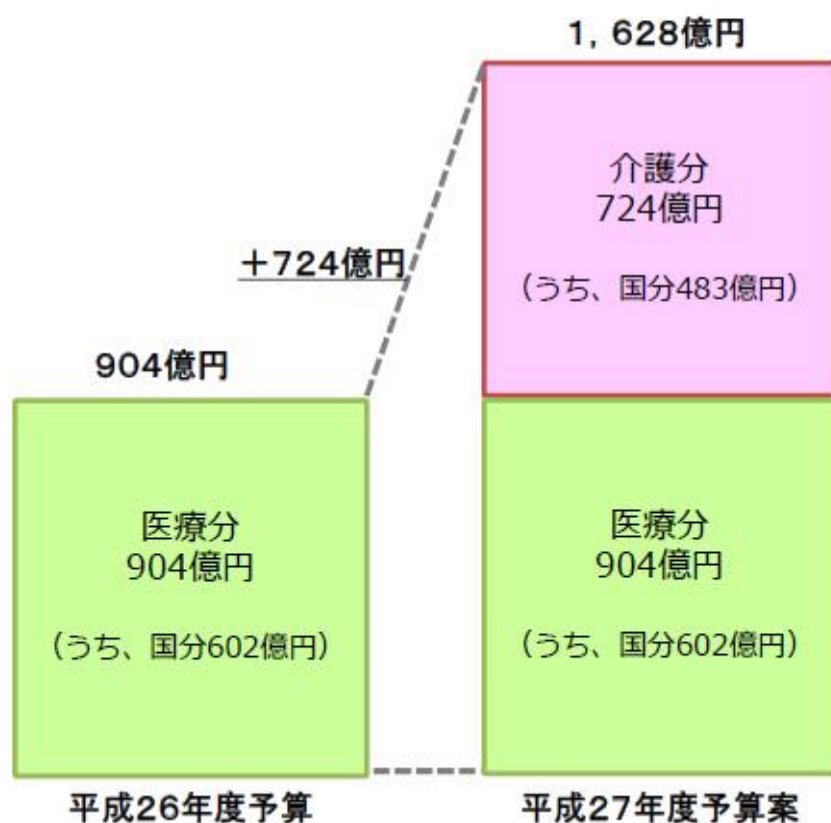 1, 628億円
介護分
724億円
（うち、国分483億円）
＋724億円
904億円
医療分
904億円
（うち、国分602億円）
医療分
904億円
（うち、国分602億円）
平成26年度予算
平成27年度予算案